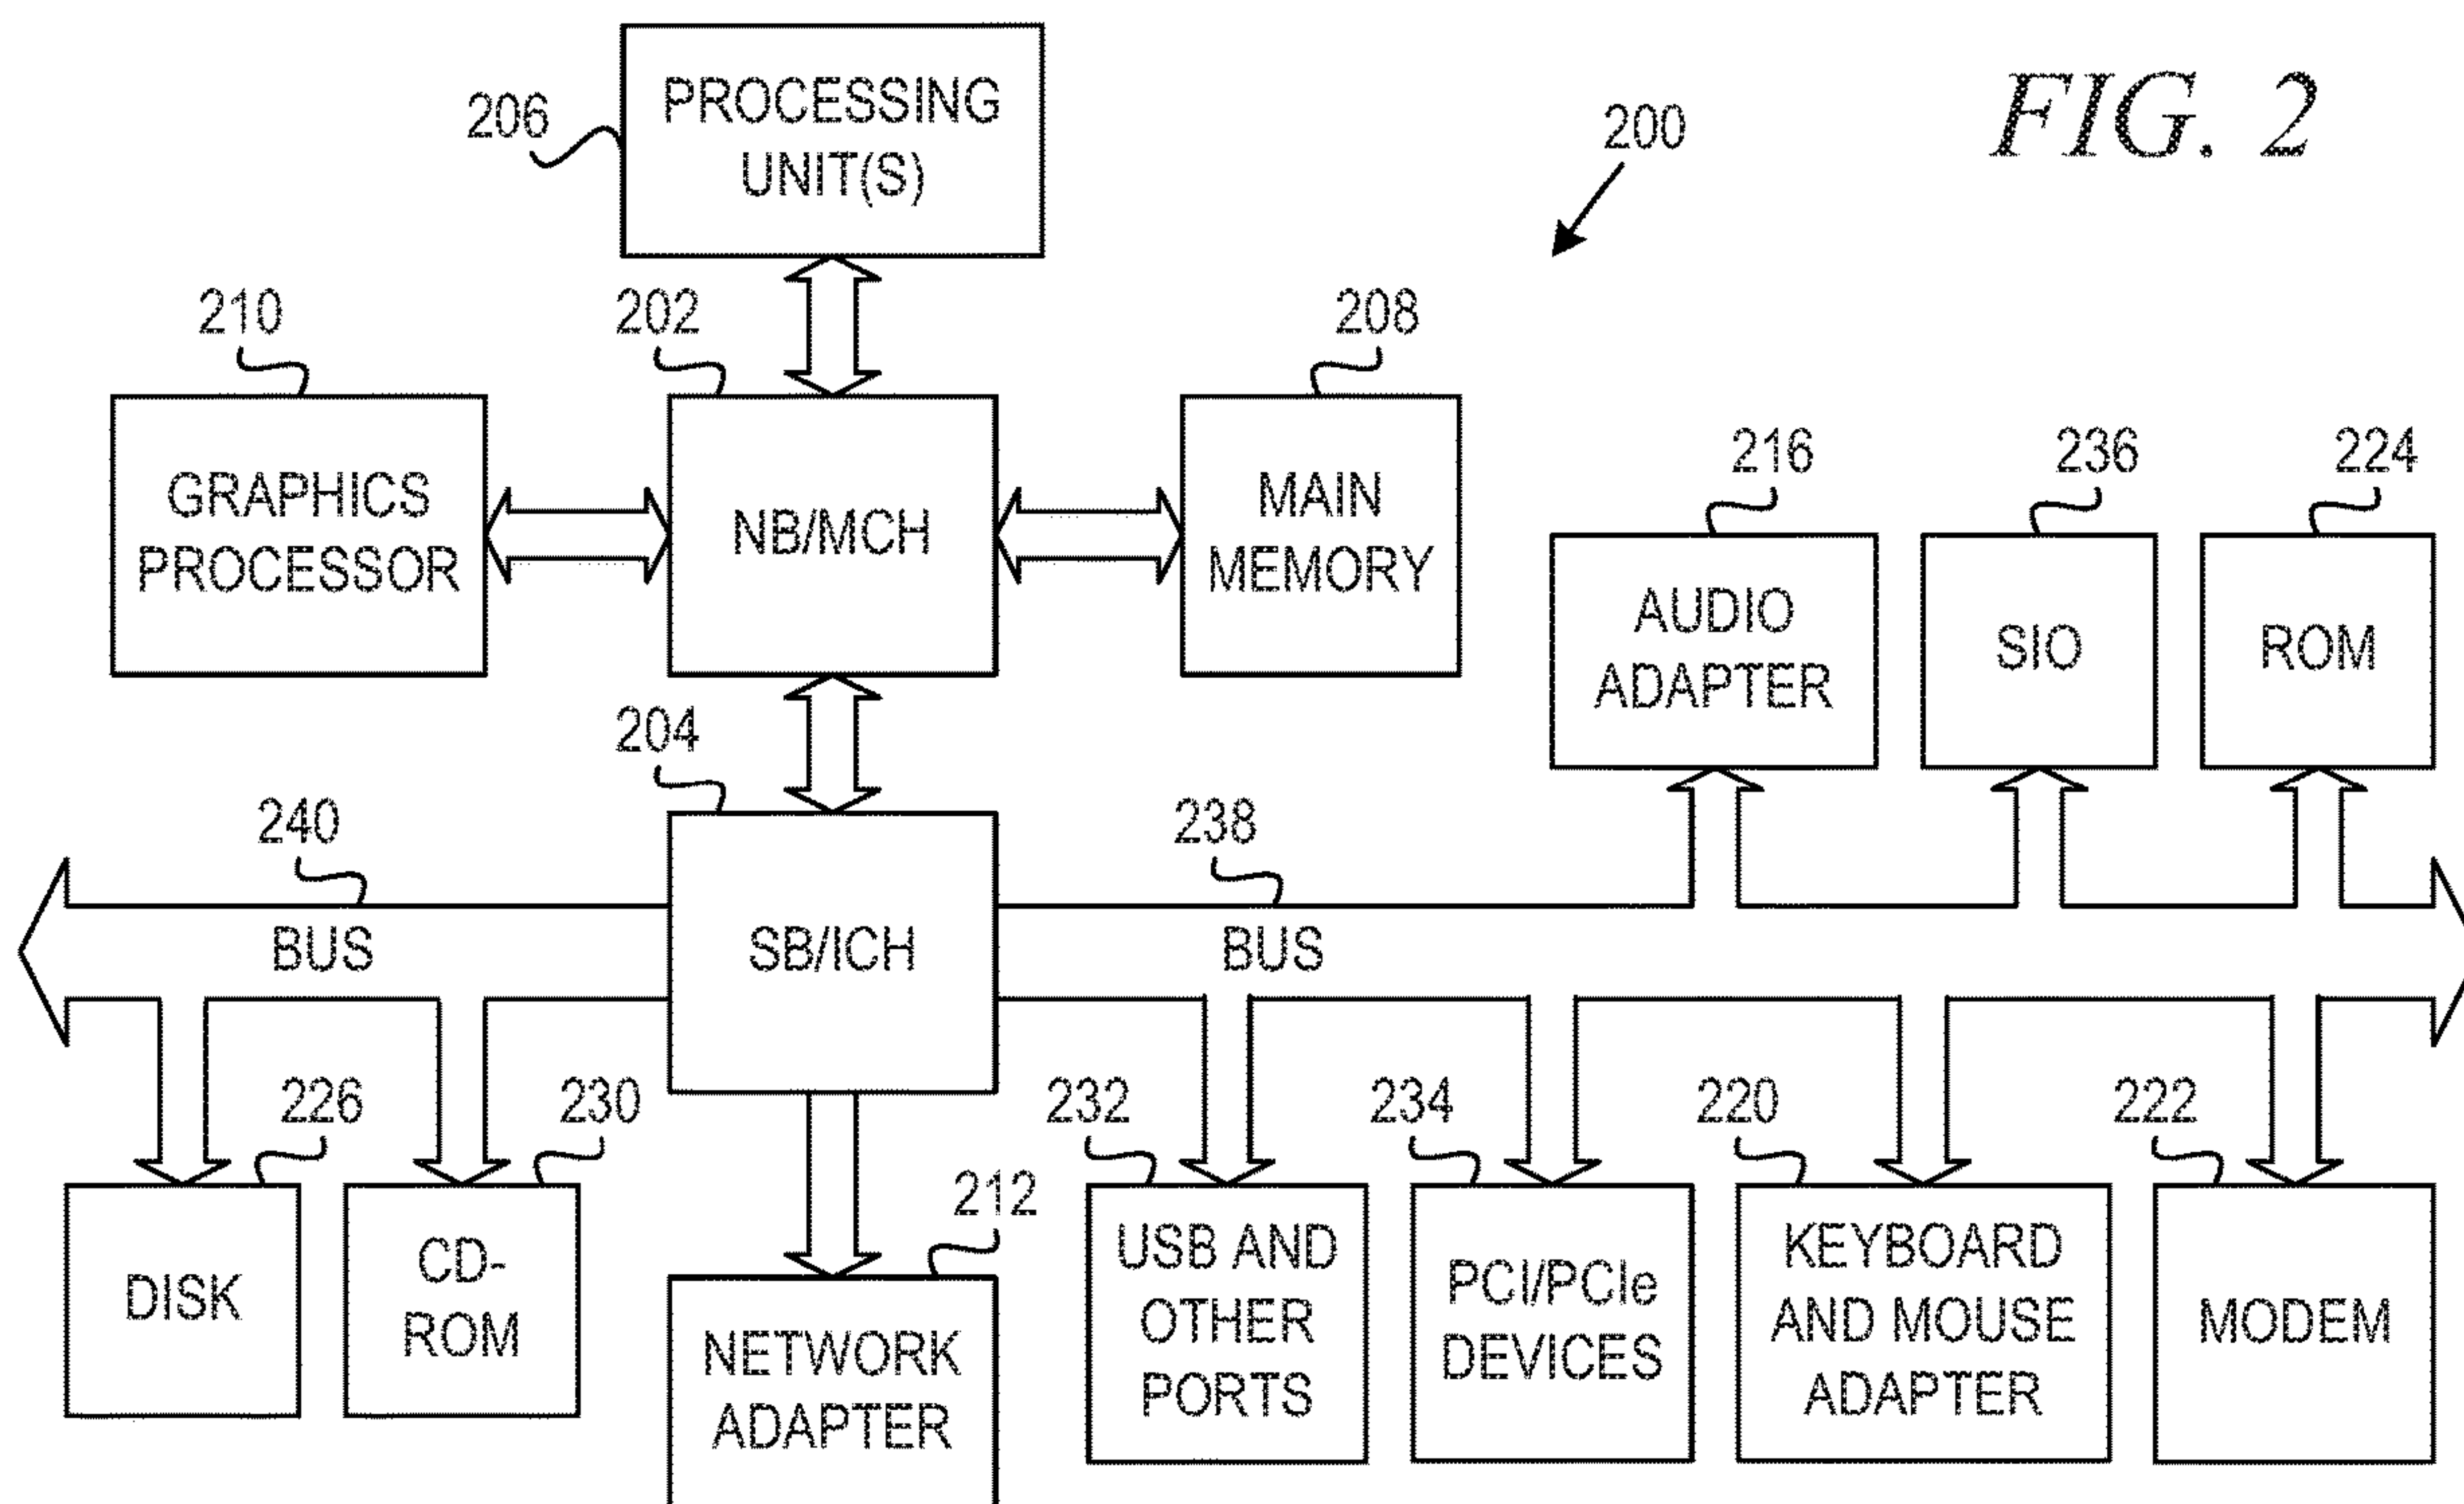 FIG. 2
200
206
PROCESSING
UNIT(S)
210
202
208
GRAPHICS
PROCESSOR
NB/MCH
MAIN
MEMORY
216
236
224
AUDIO
ADAPTER
SIO
ROM
204
240
238
BUS
SB/ICH
BUS
226
230
212
232
234
220
222
DISK
CD-
ROM
NETWORK
ADAPTER
USB AND
OTHER
PORTS
PCI/PCIe
DEVICES
KEYBOARD
AND MOUSE
ADAPTER
MODEM